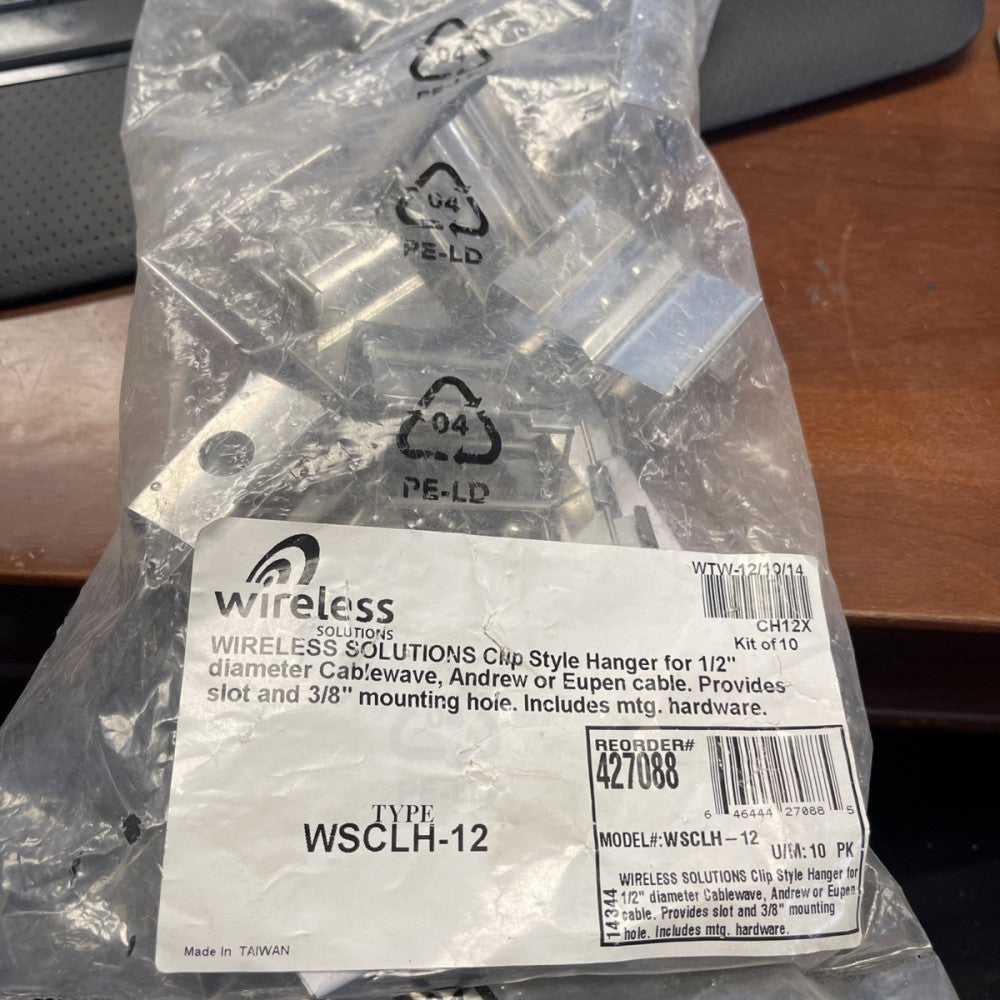 04
04
PE-LD
04
PE-LD
wireless
SOLUTIONS
WTW-12/19/14
CH12X
Kit of 10
WIRELESS SOLUTIONS Clip Style Hanger for 1/2"
diameter Cablewave, Andrew or Eupen cable. Provides
slot and 3/8" mounting hole. Includes mtg. hardware.
TYPE
WSCLH-12
REORDER#
427088
6 46444 27088 5
MODEL#:WSCLH-12
U/M:10 PK
14344
WIRELESS SOLUTIONS Clip Style Hanger for
1/2" diameter Cablewave, Andrew or Eupen
cable. Provides slot and 3/8" mounting
hole. Includes mtg. hardware.
Made In TAIWAN
04